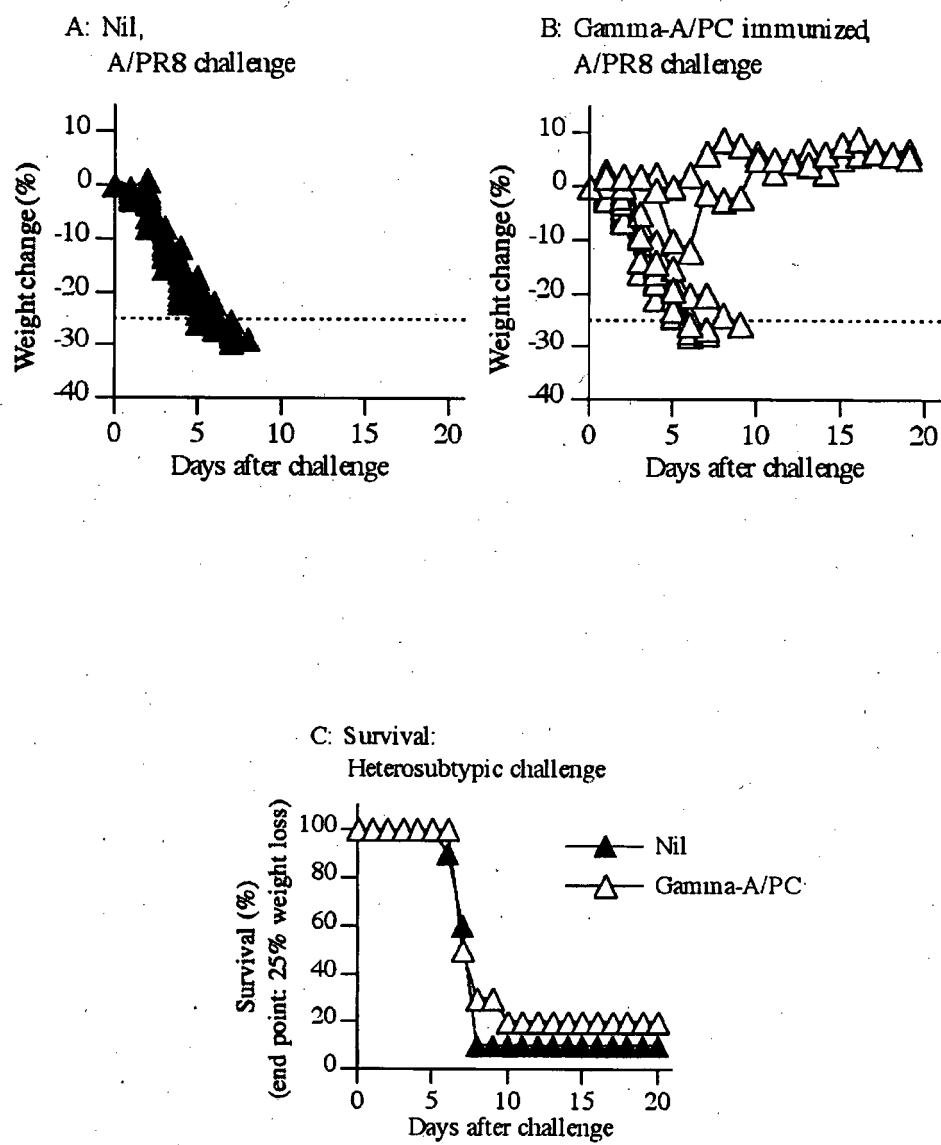 A: Nil,
A/PR8 challenge
Weight change (%)
10
0
-10
-20
-30
-40
0 5 10 15 20
Days after challenge
B: Gamma-A/PC immunized,
A/PR8 challenge
Weight change (%)
10
0
-10
-20
-30
-40
0 5 10 15 20
Days after challenge
C: Survival:
Heterosubtypic challenge
Survival (%)
(end point: 25% weight loss)
100
80
60
40
20
0
0 5 10 15 20
Days after challenge
Nil
Gamma-A/PC